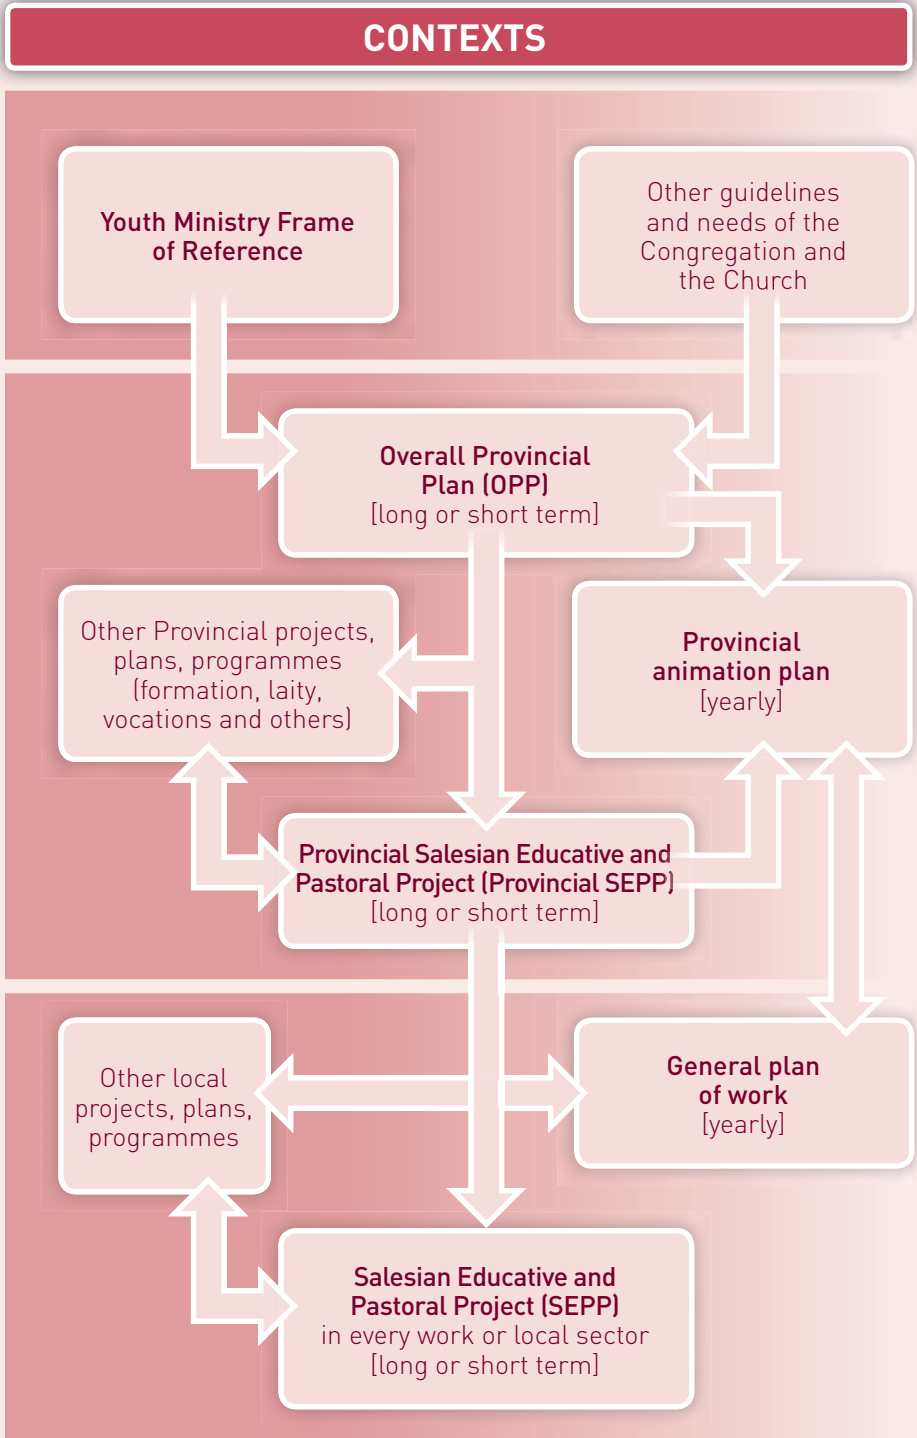 CONTEXTS
Youth Ministry Frame
of Reference
Other guidelines
and needs of the
Congregation and
the Church
Overall Provincial
Plan (OPP)
[long or short term]
Other Provincial projects,
plans, programmes
(formation, laity,
vocations and others)
Provincial
animation plan
[yearly]
Provincial Salesian Educative and
Pastoral Project (Provincial SEPP)
[long or short term]
Other local
projects, plans,
programmes
General plan
of work
[yearly]
Salesian Educative and
Pastoral Project (SEPP)
in every work or local sector
[long or short term]